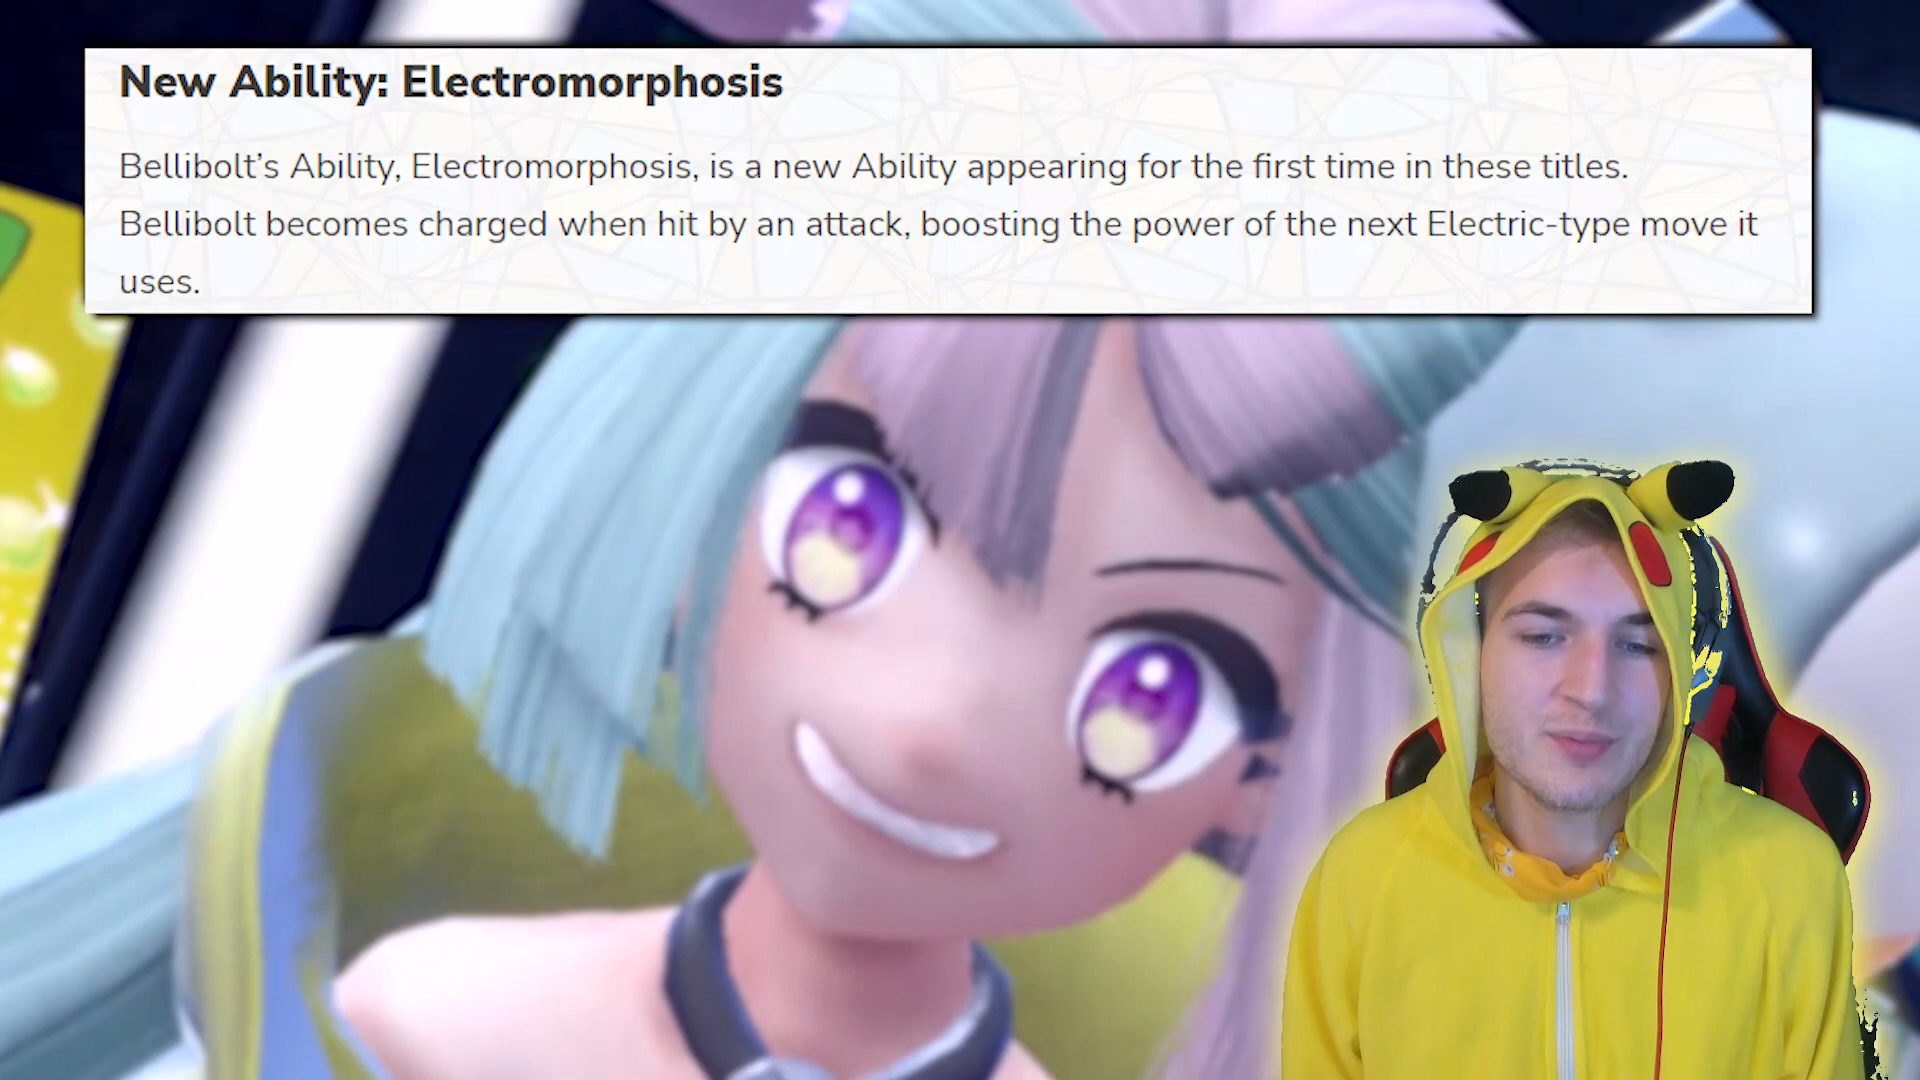 New Ability: Electromorphosis
Bellibolt’s Ability, Electromorphosis, is a new Ability appearing for the first time in these titles.
Bellibolt becomes charged when hit by an attack, boosting the power of the next Electric-type move it
uses.